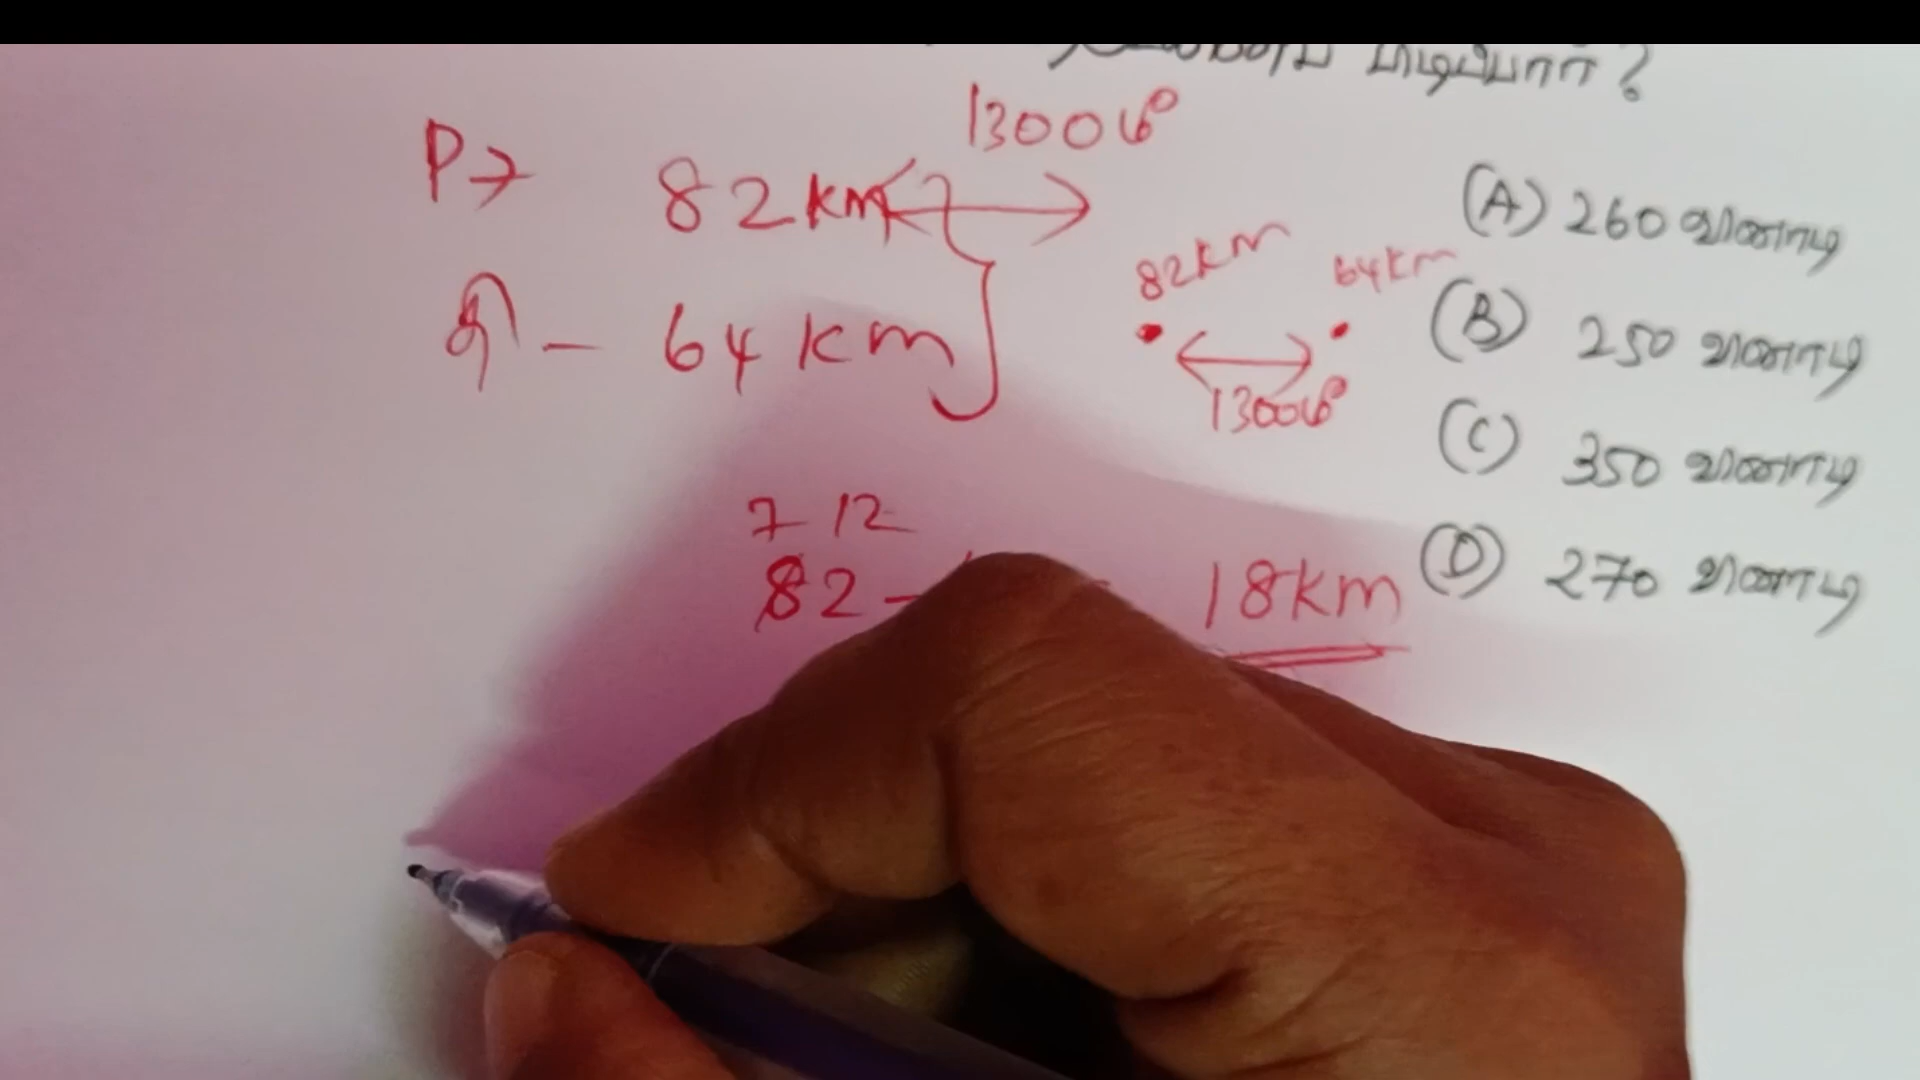 பிடிப்பார்?
1300மீ
P→ 82km
தி - 64km
82km 64km
1300மீ
(A) 260 வினாடி
(B) 250 வினாடி
(C) 350 வினாடி
(D) 270 வினாடி
7 12
82 - 18km